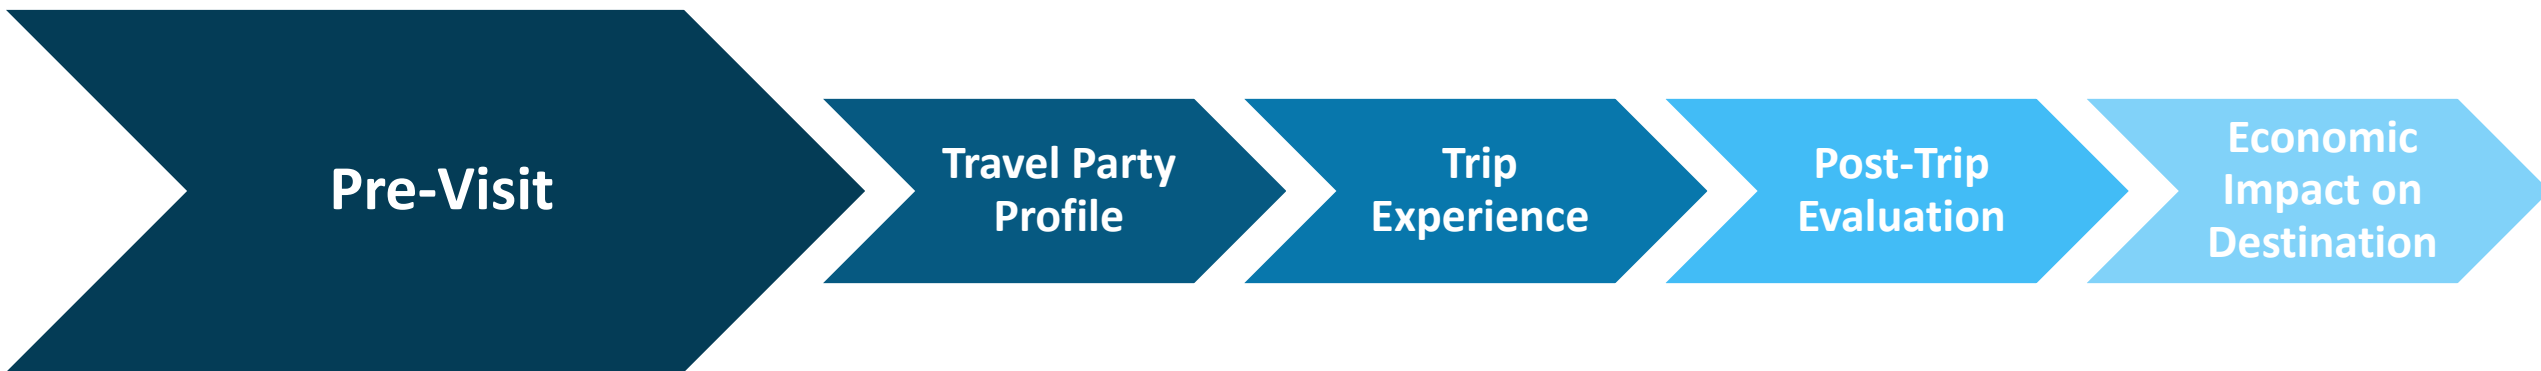 Pre-Visit
Travel Party
Profile
Trip
Experience
Post-Trip
Evaluation
Economic
Impact on
Destination